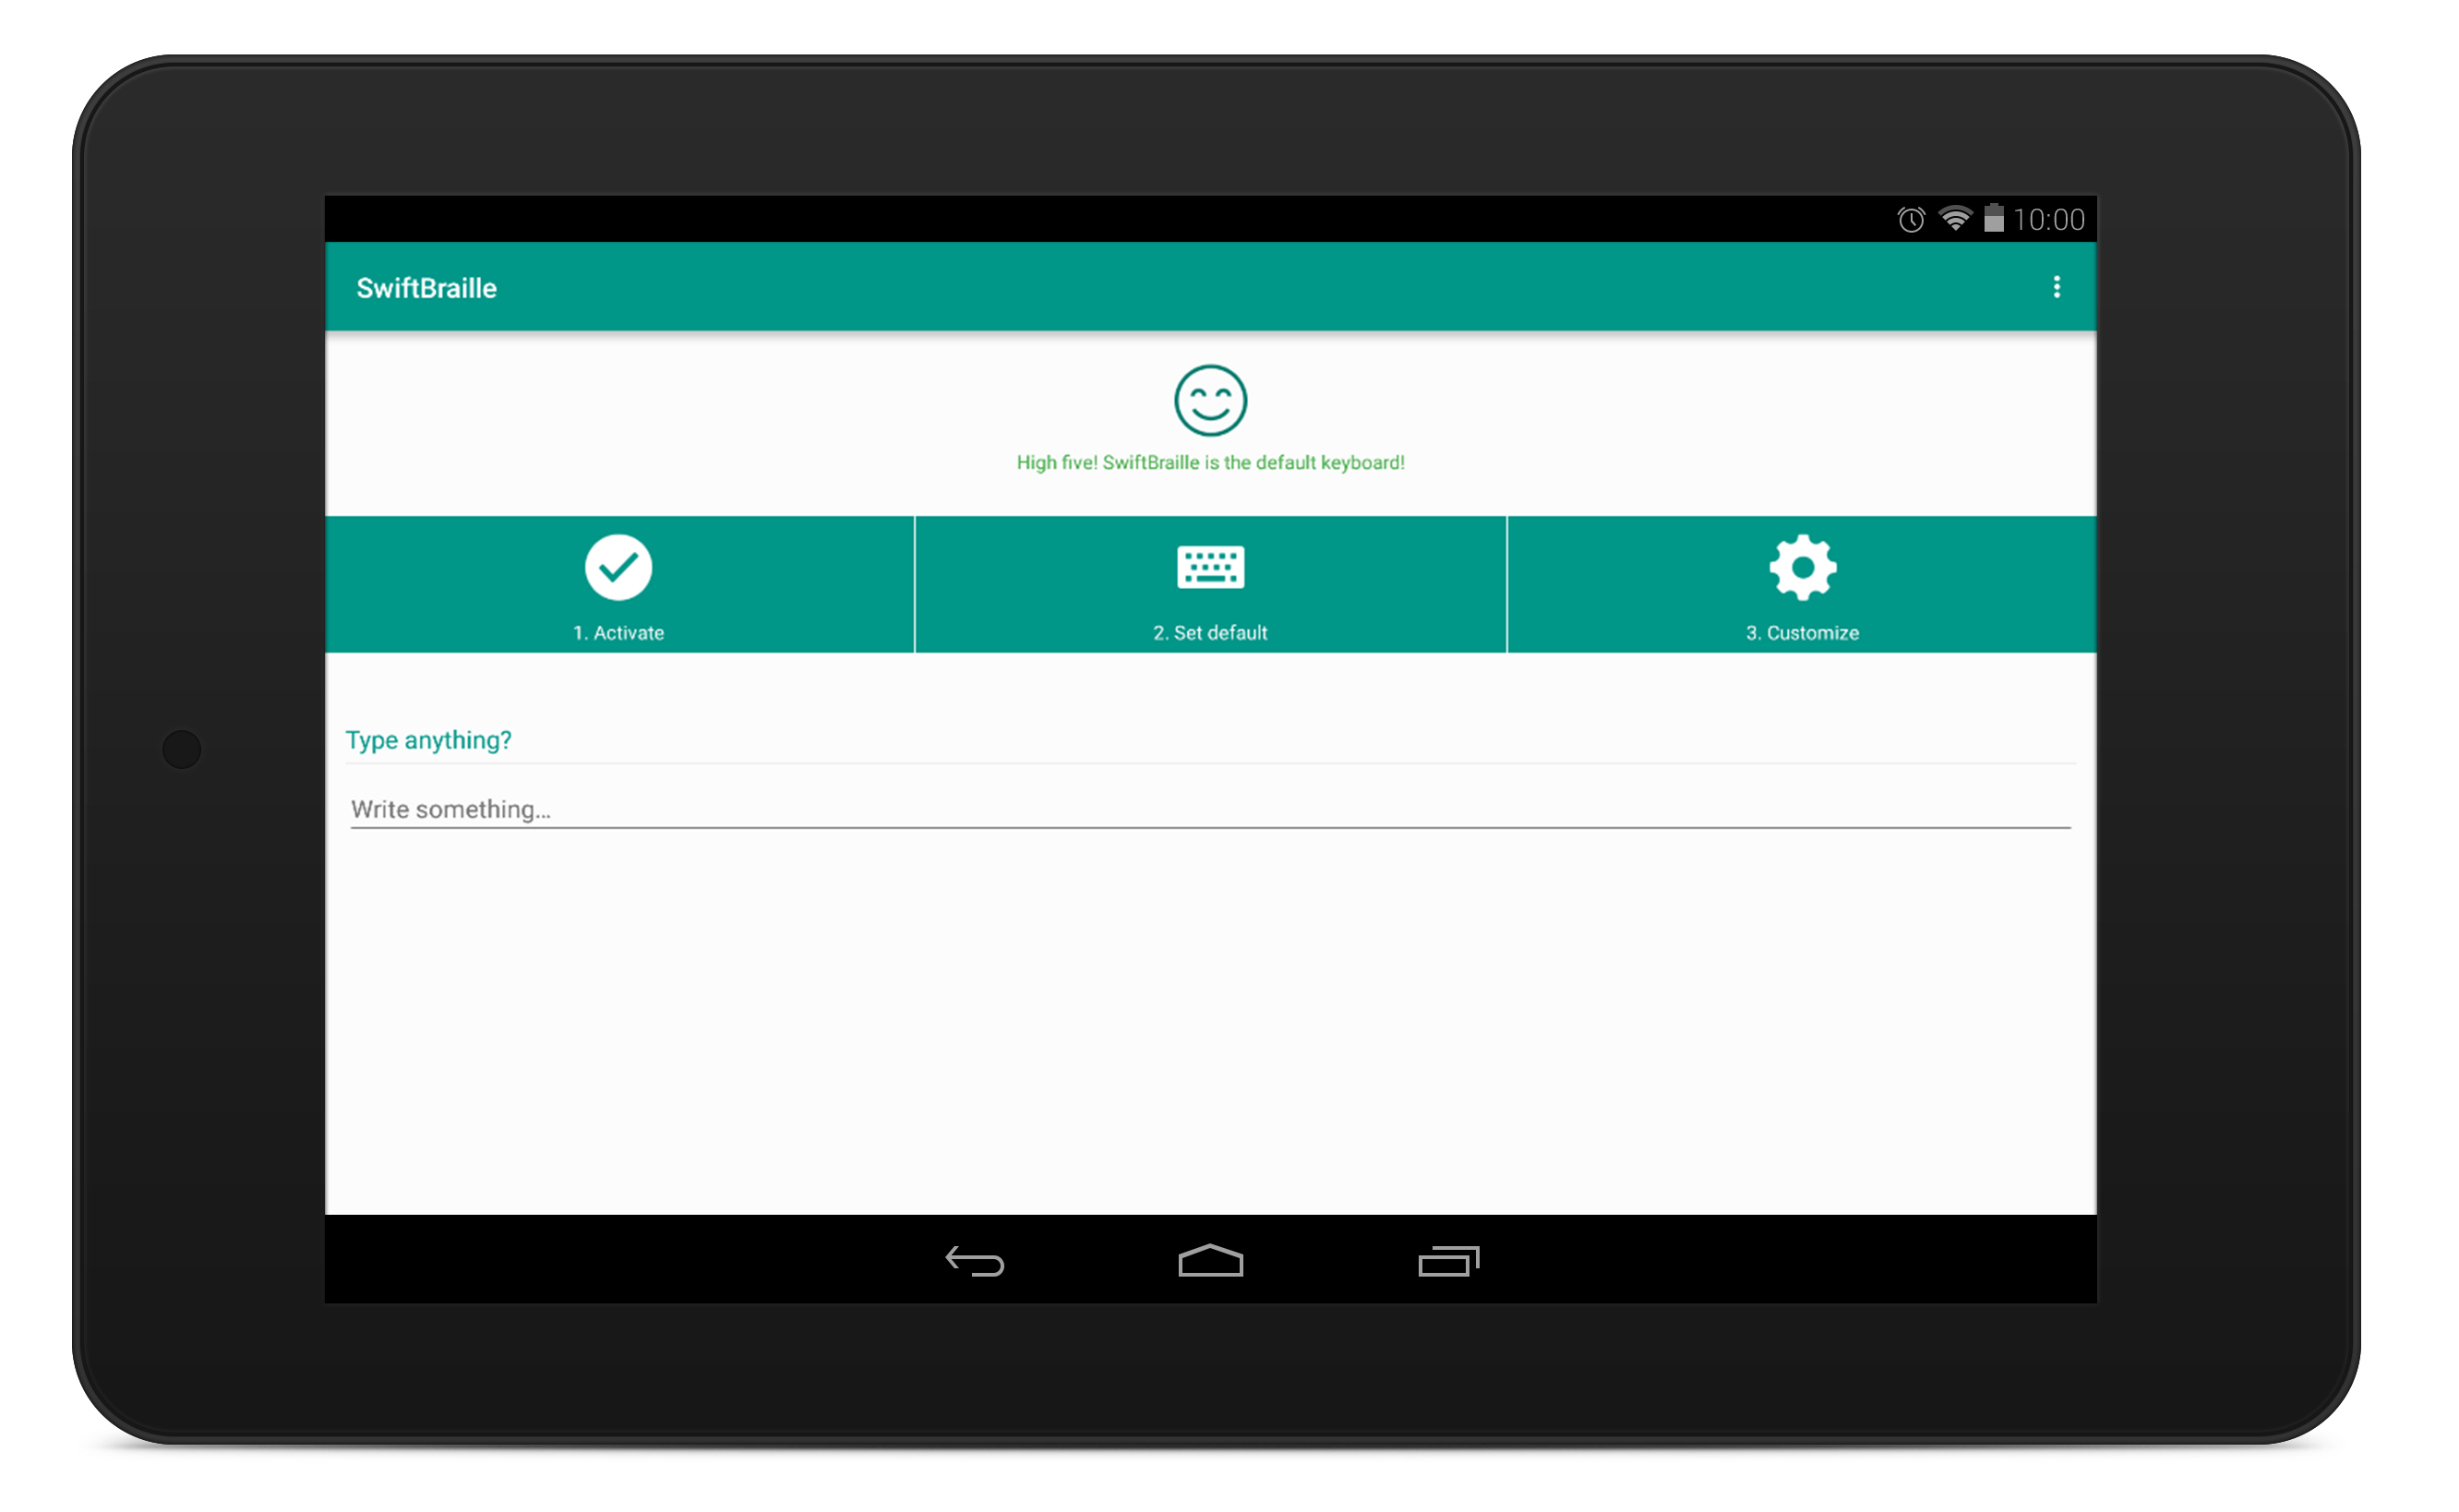 10:00
SwiftBraille
High five! SwiftBraille is the default keyboard!
1. Activate
2. Set default
3. Customize
Type anything?
Write something...